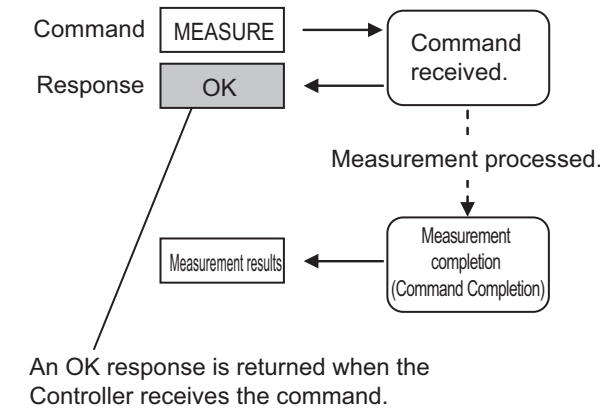 Command
MEASURE
Command
received.
Response
OK
Measurement processed.
Measurement results
Measurement
completion
(Command Completion)
An OK response is returned when the
Controller receives the command.